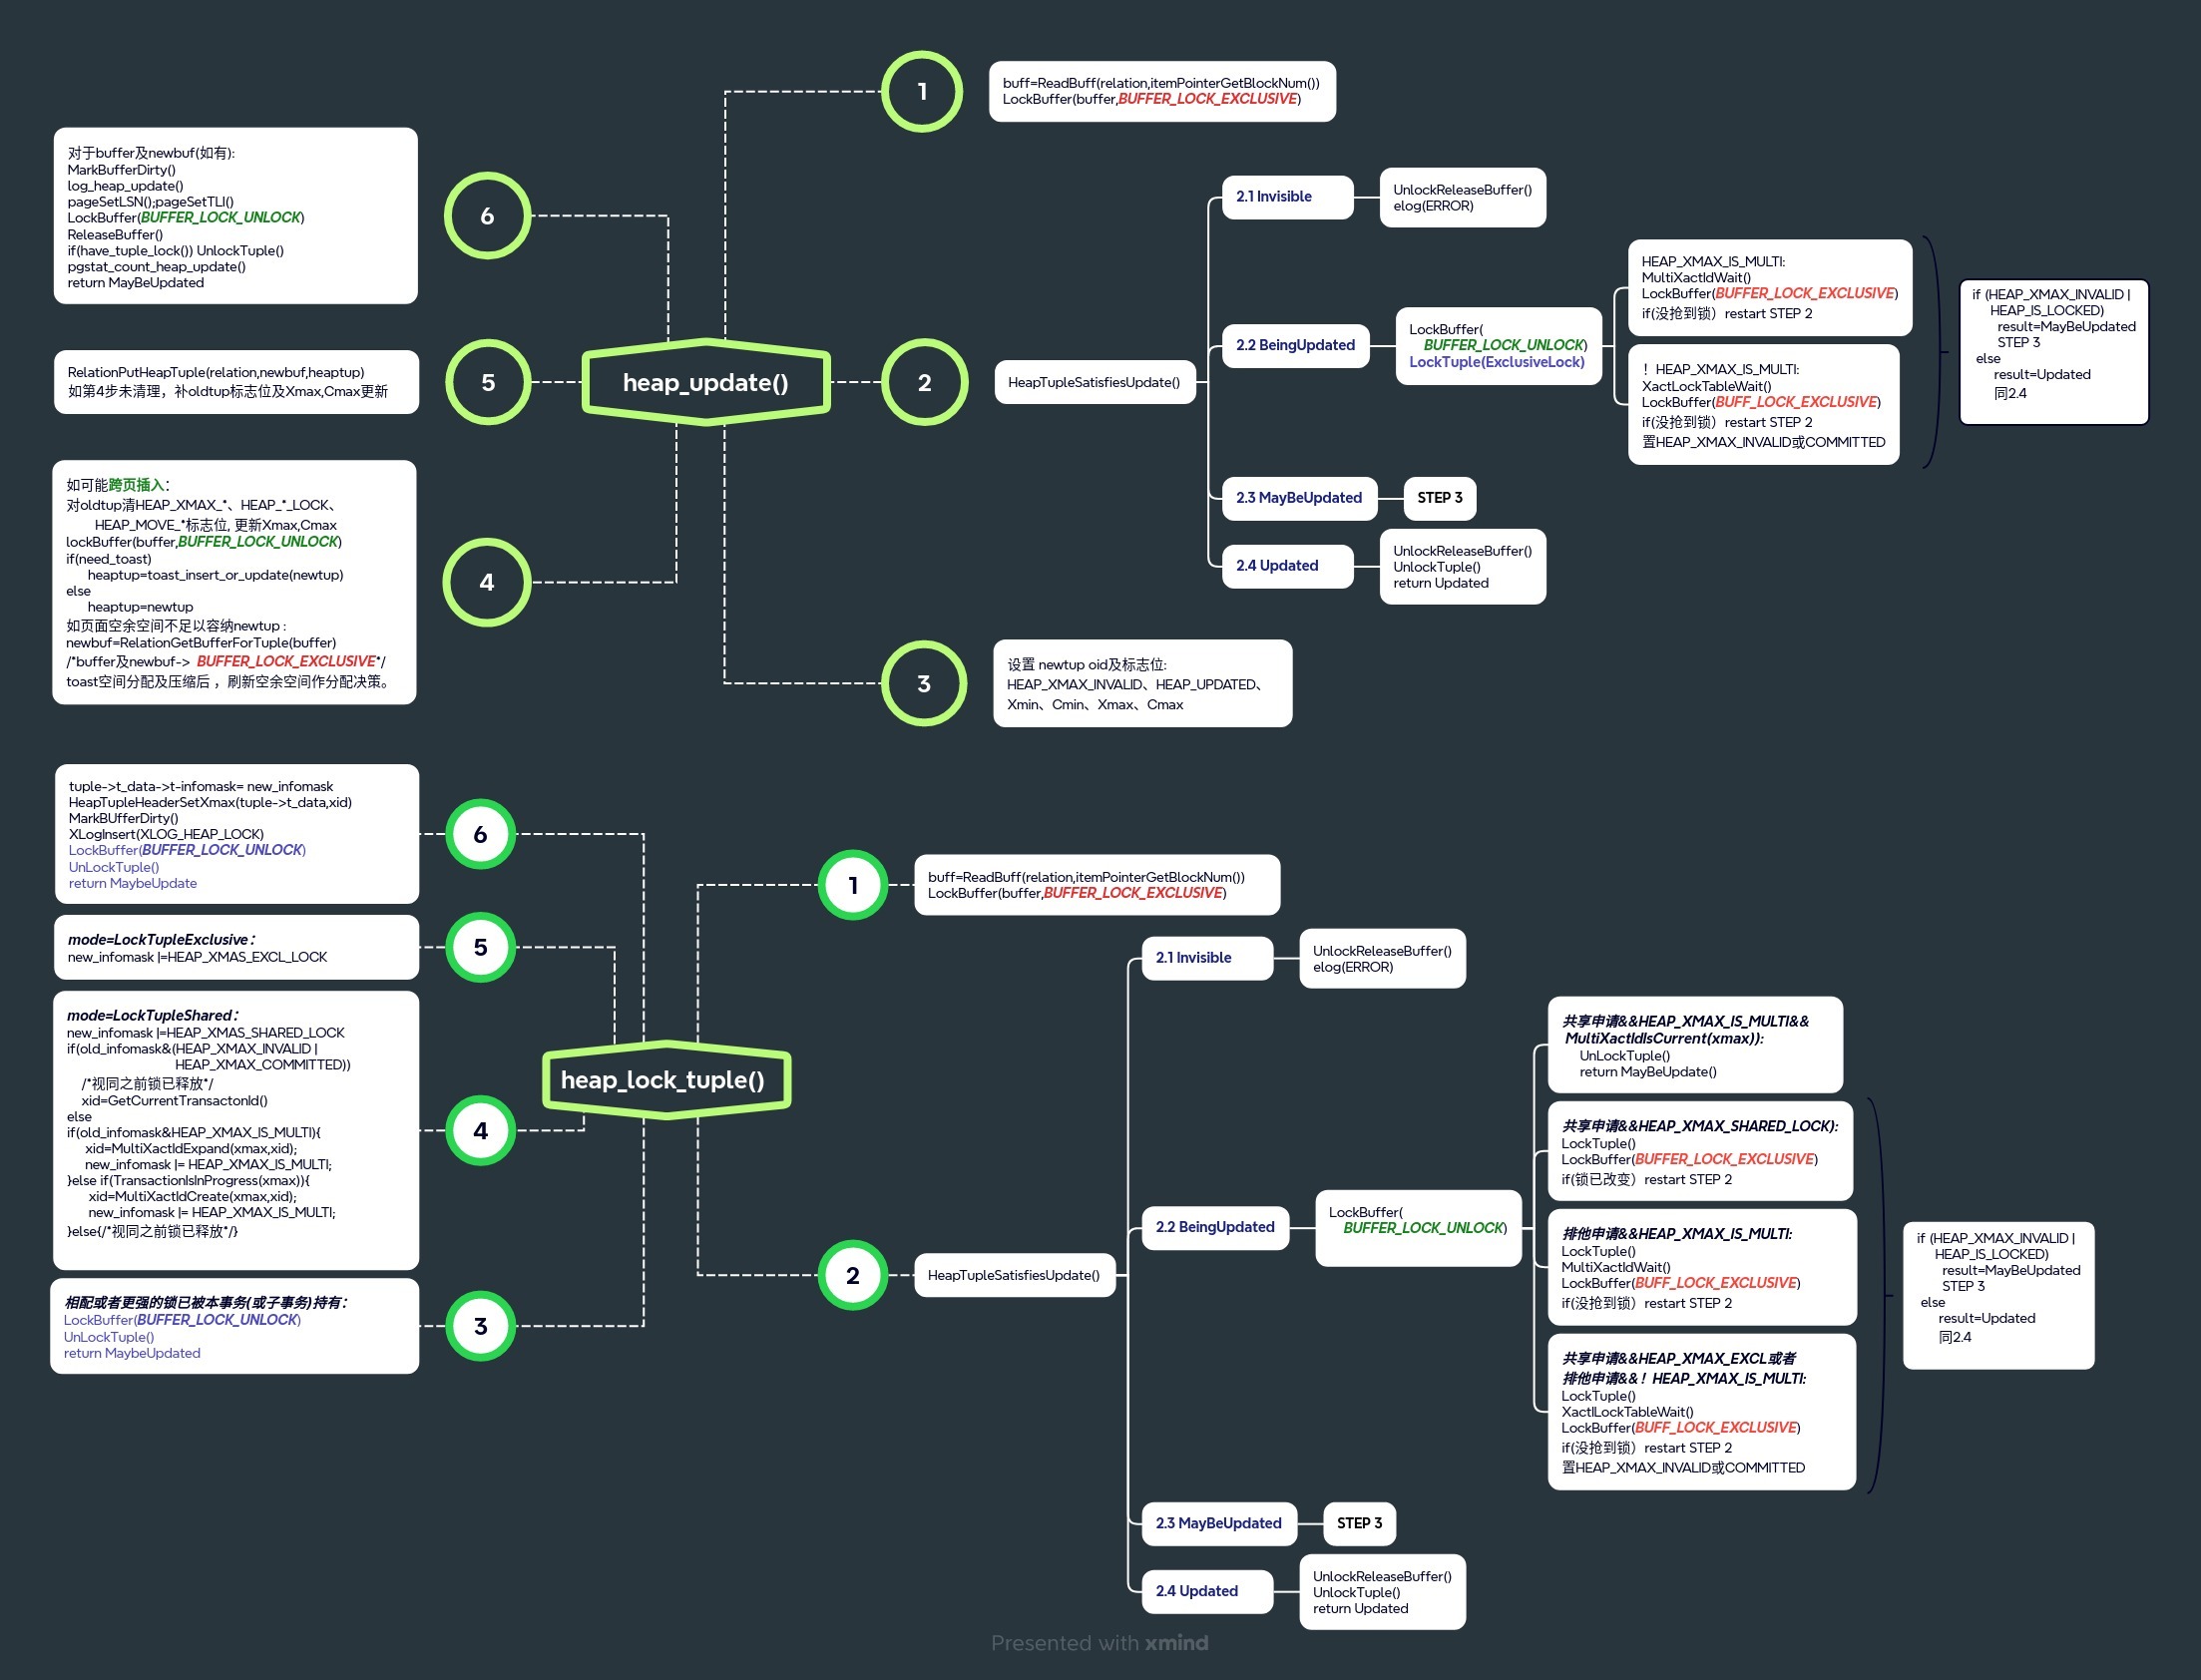 heap_update()
1
buff=ReadBuff(relation,itemPointerGetBlockNum())
LockBuffer(buffer,BUFFER_LOCK_EXCLUSIVE)
2
HeapTupleSatisfiesUpdate()
2.1 Invisible
UnlockReleaseBuffer()
elog(ERROR)
2.2 BeingUpdated
LockBuffer(
BUFFER_LOCK_UNLOCK)
LockTuple(ExclusiveLock)
HEAP_XMAX_IS_MULTI:
MultiXactIdWait()
LockBuffer(BUFFER_LOCK_EXCLUSIVE)
if(没抢到锁）restart STEP 2
！HEAP_XMAX_IS_MULTI:
XactLockTableWait()
LockBuffer(BUFF_LOCK_EXCLUSIVE)
if(没抢到锁）restart STEP 2
置HEAP_XMAX_INVALID或COMMITTED
if (HEAP_XMAX_INVALID |
HEAP_IS_LOCKED)
result=MayBeUpdated
STEP 3
else
result=Updated
同2.4
2.3 MayBeUpdated
STEP 3
2.4 Updated
UnlockReleaseBuffer()
UnlockTuple()
return Updated
3
设置 newtup oid及标志位:
HEAP_XMAX_INVALID、HEAP_UPDATED、
Xmin、Cmin、Xmax、Cmax
4
如可能跨页插入：
对oldtup清HEAP_XMAX_*、HEAP_*_LOCK、
HEAP_MOVE_*标志位, 更新Xmax,Cmax
lockBuffer(buffer,BUFFER_LOCK_UNLOCK)
if(need_toast)
heaptup=toast_insert_or_update(newtup)
else
heaptup=newtup
如页面空余空间不足以容纳newtup :
newbuf=RelationGetBufferForTuple(buffer)
/*buffer及newbuf-> BUFFER_LOCK_EXCLUSIVE*/
toast空间分配及压缩后 ，刷新空余空间作分配决策。
5
RelationPutHeapTuple(relation,newbuf,heaptup)
如第4步未清理，补oldtup标志位及Xmax,Cmax更新
6
对于buffer及newbuf(如有):
MarkBufferDirty()
log_heap_update()
pageSetLSN();pageSetTLI()
LockBuffer(BUFFER_LOCK_UNLOCK)
ReleaseBuffer()
if(have_tuple_lock()) UnlockTuple()
pgstat_count_heap_update()
return MayBeUpdated
heap_lock_tuple()
1
buff=ReadBuff(relation,itemPointerGetBlockNum())
LockBuffer(buffer,BUFFER_LOCK_EXCLUSIVE)
2
HeapTupleSatisfiesUpdate()
2.1 Invisible
UnlockReleaseBuffer()
elog(ERROR)
2.2 BeingUpdated
LockBuffer(
BUFFER_LOCK_UNLOCK)
共享申请&&HEAP_XMAX_IS_MULTI&&
MultiXactIdIsCurrent(xmax)):
UnLockTuple()
return MayBeUpdate()
共享申请&&HEAP_XMAX_SHARED_LOCK):
LockTuple()
LockBuffer(BUFFER_LOCK_EXCLUSIVE)
if(锁已改变）restart STEP 2
排他申请&&HEAP_XMAX_IS_MULTI:
LockTuple()
MultiXactIdWait()
LockBuffer(BUFF_LOCK_EXCLUSIVE)
if(没抢到锁）restart STEP 2
共享申请&&HEAP_XMAX_EXCL或者
排他申请&&！HEAP_XMAX_IS_MULTI:
LockTuple()
XactILockTableWait()
LockBuffer(BUFF_LOCK_EXCLUSIVE)
if(没抢到锁）restart STEP 2
置HEAP_XMAX_INVALID或COMMITTED
if (HEAP_XMAX_INVALID |
HEAP_IS_LOCKED)
result=MayBeUpdated
STEP 3
else
result=Updated
同2.4
2.3 MayBeUpdated
STEP 3
2.4 Updated
UnlockReleaseBuffer()
UnlockTuple()
return Updated
3
相配或者更强的锁已被本事务(或子事务)持有：
LockBuffer(BUFFER_LOCK_UNLOCK)
UnLockTuple()
return MaybeUpdated
4
mode=LockTupleShared：
new_infomask |=HEAP_XMAS_SHARED_LOCK
if(old_infomask&(HEAP_XMAX_INVALID |
HEAP_XMAX_COMMITTED))
/*视同之前锁已释放*/
xid=GetCurrentTransactonId()
else
if(old_infomask&HEAP_XMAX_IS_MULTI){
xid=MultiXactIdExpand(xmax,xid);
new_infomask |= HEAP_XMAX_IS_MULTI;
}else if(TransactionIsInProgress(xmax)){
xid=MultiXactIdCreate(xmax,xid);
new_infomask |= HEAP_XMAX_IS_MULTI;
}else{/*视同之前锁已释放*/}
5
mode=LockTupleExclusive：
new_infomask |=HEAP_XMAS_EXCL_LOCK
6
tuple->t_data->t-infomask= new_infomask
HeapTupleHeaderSetXmax(tuple->t_data,xid)
MarkBUfferDirty()
XLogInsert(XLOG_HEAP_LOCK)
LockBuffer(BUFFER_LOCK_UNLOCK)
UnLockTuple()
return MaybeUpdate
Presented with xmind